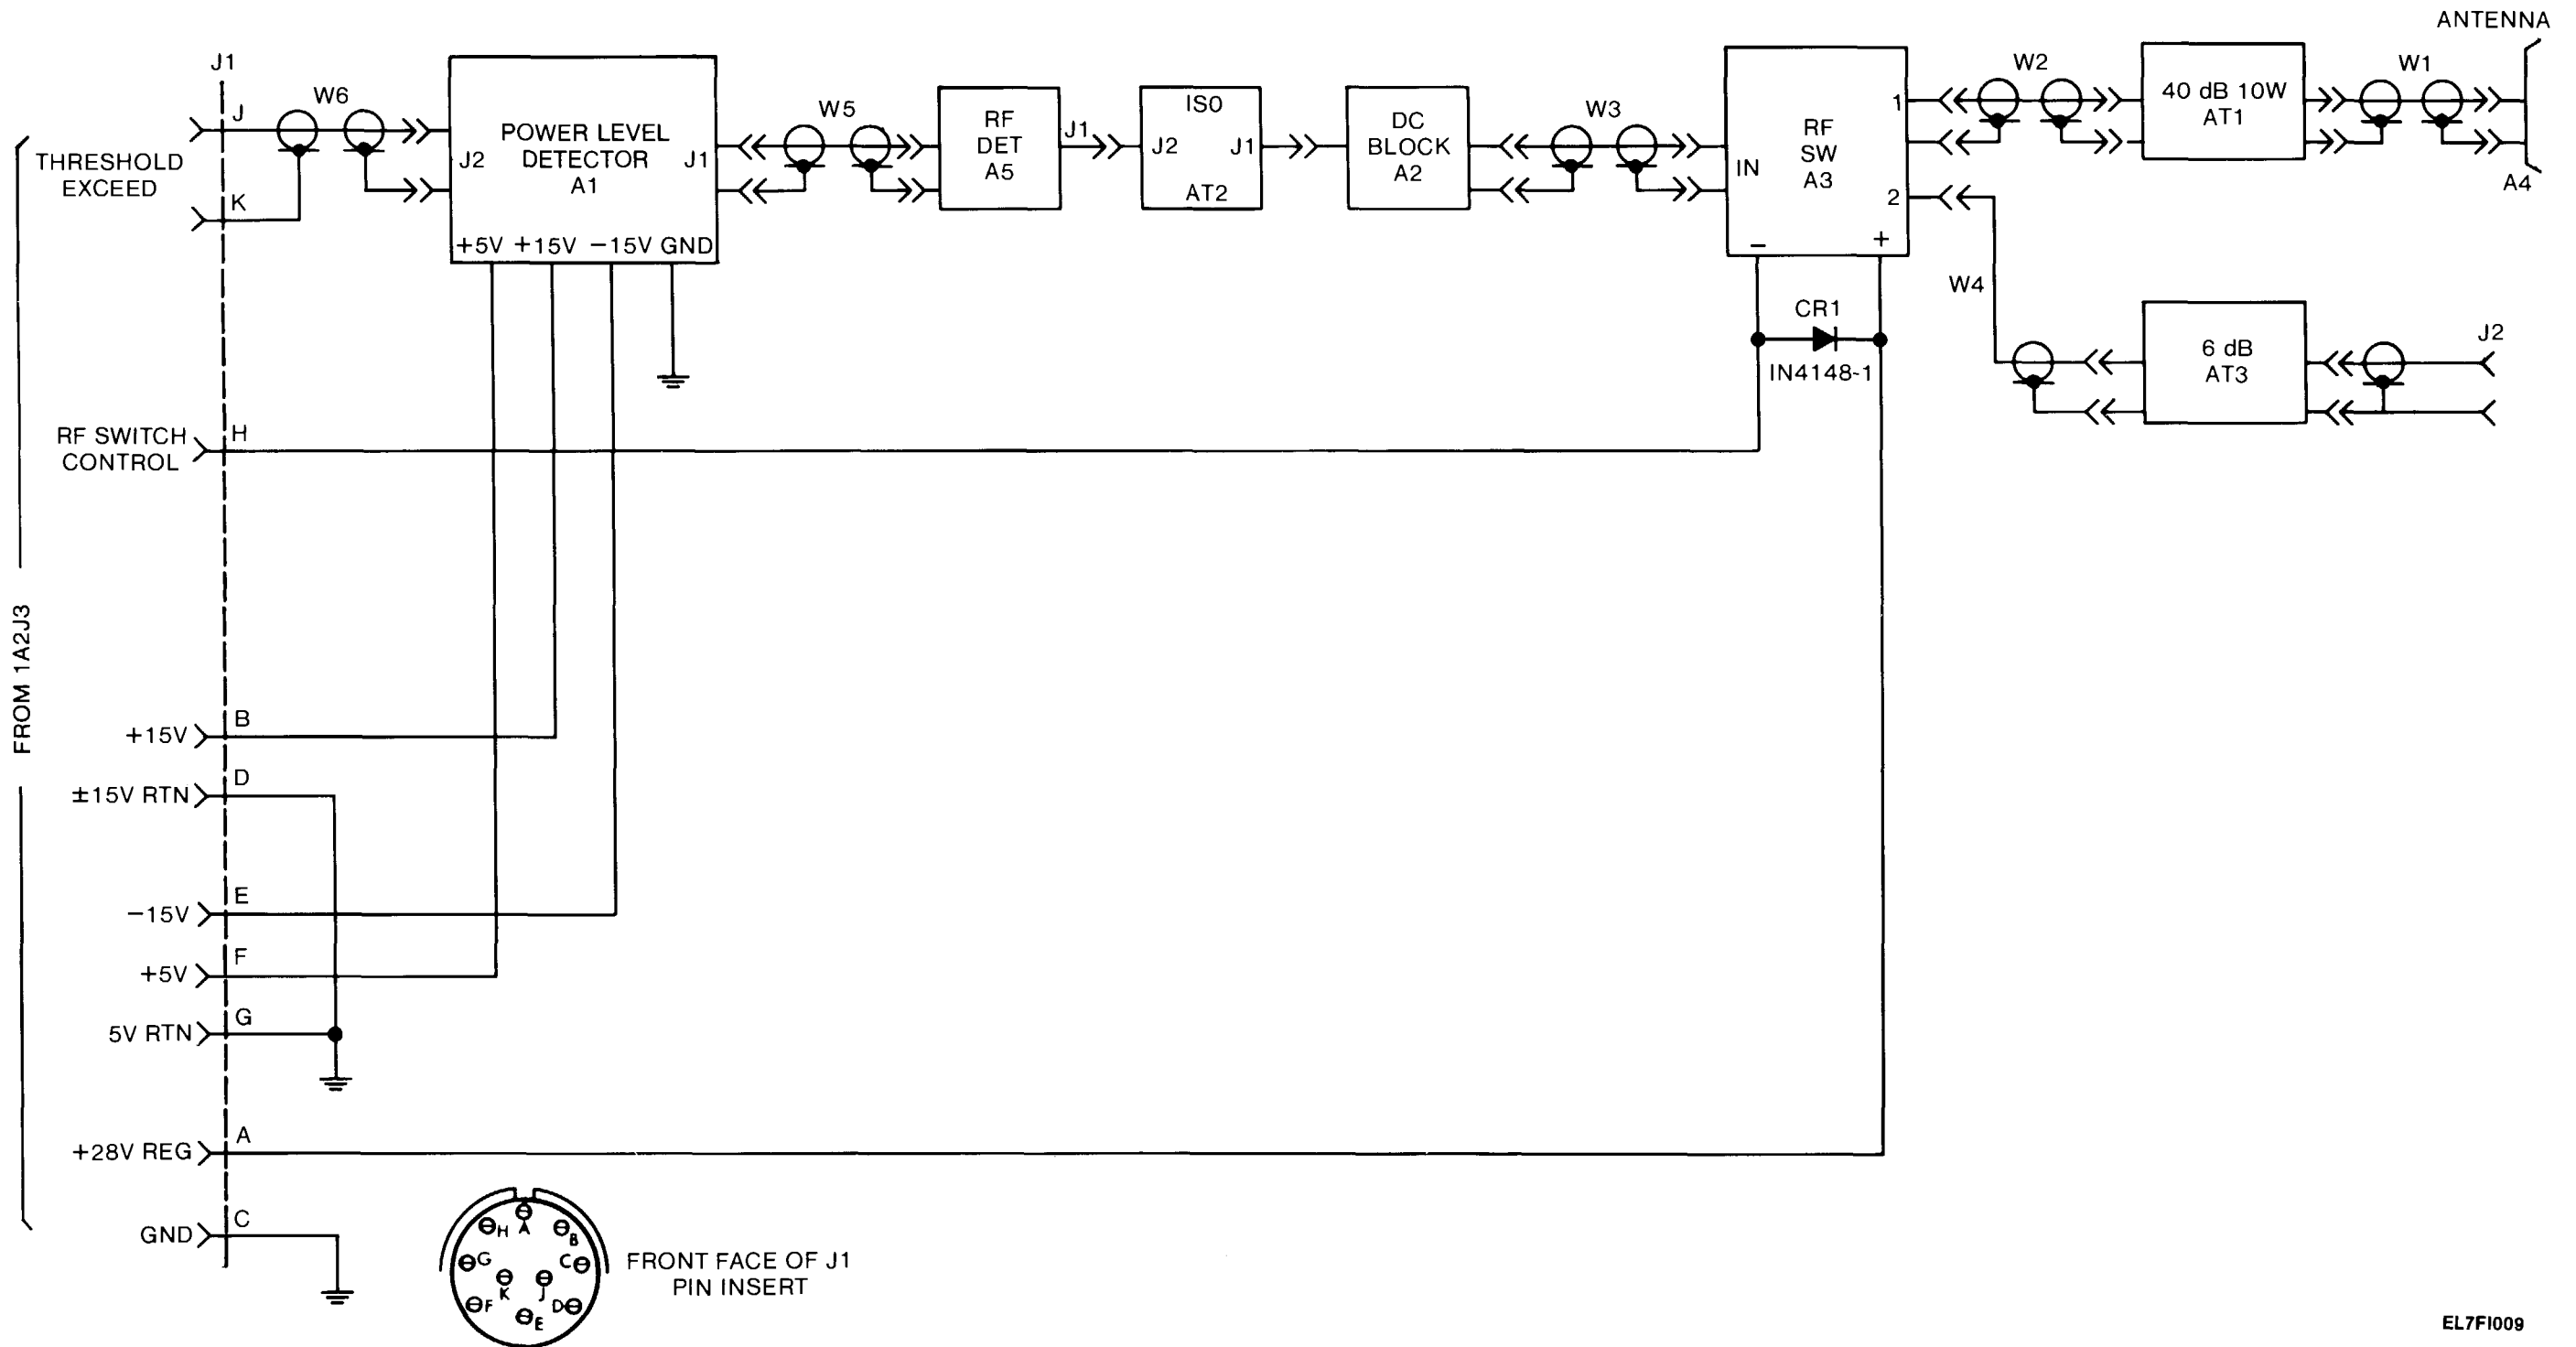 ANTENNA
J1
W6
J
THRESHOLD
EXCEED
K
J2
POWER LEVEL
DETECTOR
A1
J1
+5V +15V −15V GND
W5
RF
DET
A5
J1
ISO
J2
J1
AT2
DC
BLOCK
A2
W3
IN
RF
SW
A3
1
2
−
+
W2
40 dB 10W
AT1
W1
A4
W4
CR1
IN4148-1
6 dB
AT3
J2
RF SWITCH
CONTROL
H
FROM 1A2J3
+15V
B
±15V RTN
D
−15V
E
+5V
F
5V RTN
G
+28V REG
A
GND
C
H
A
B
G
C
K
J
F
D
E
FRONT FACE OF J1
PIN INSERT
EL7FI009